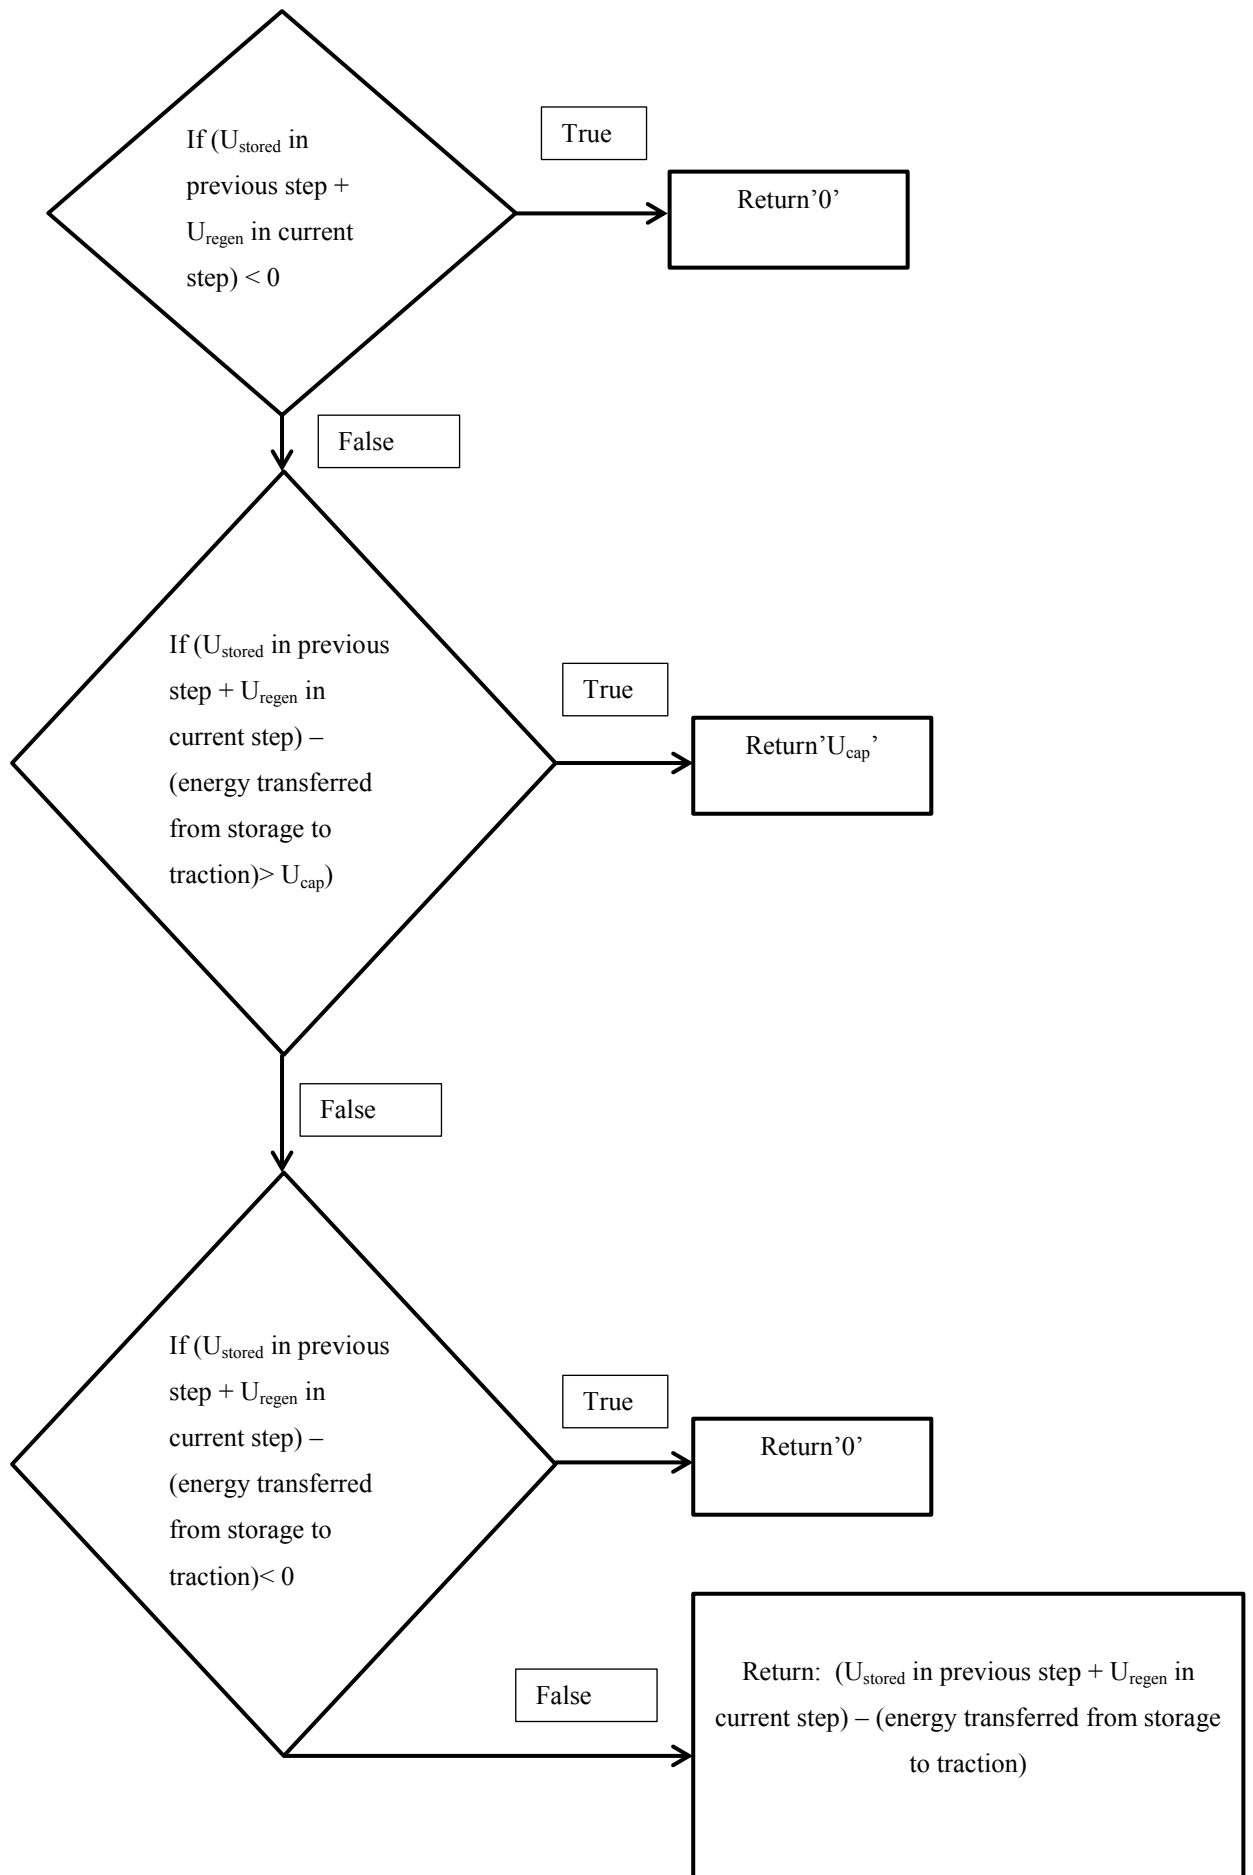 If (Ustored in
previous step +
Uregen in current
step) < 0
True
Return’0’
False
If (Ustored in previous
step + Uregen in
current step) –
(energy transferred
from storage to
traction)> Ucap)
True
Return’Ucap’
False
If (Ustored in previous
step + Uregen in
current step) –
(energy transferred
from storage to
traction)< 0
True
Return’0’
False
Return:  (Ustored in previous step + Uregen in
current step) – (energy transferred from storage
to traction)